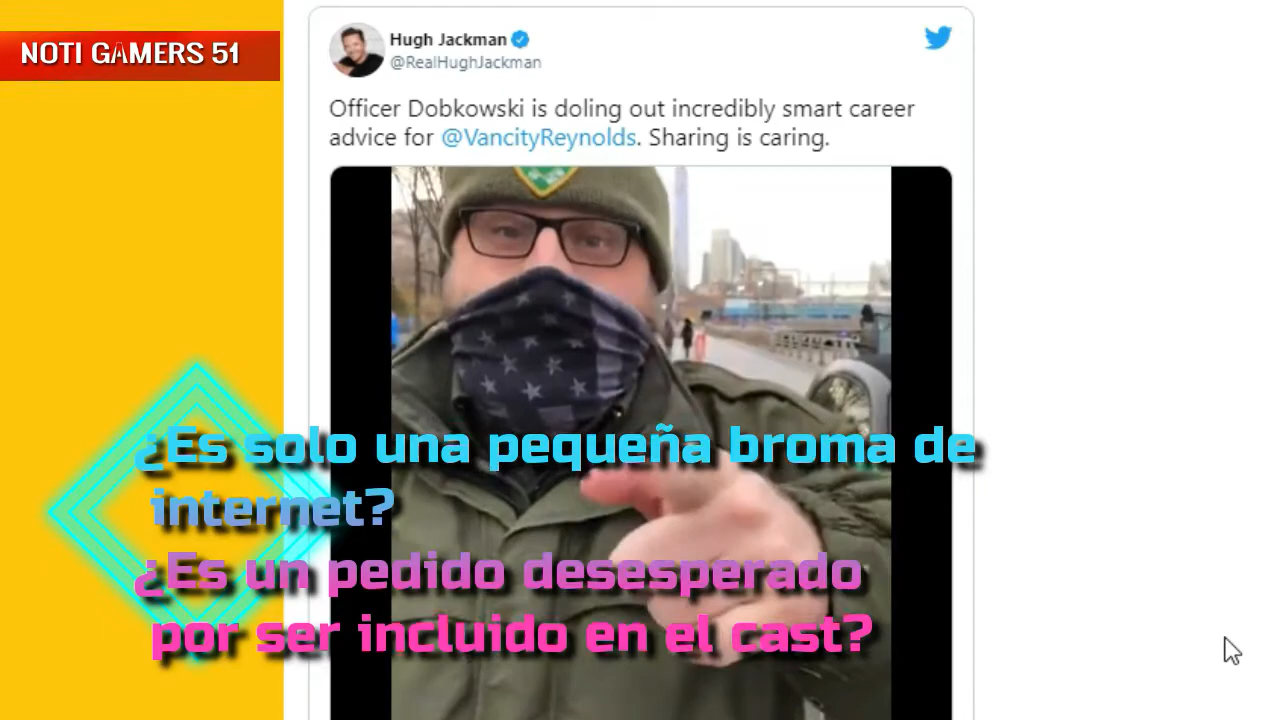 NOTI GAMERS 51
Hugh Jackman
@RealHughJackman
Officer Dobkowski is doling out incredibly smart career
advice for @VancityReynolds. Sharing is caring.
¿Es solo una pequeña broma de
internet?
¿Es un pedido desesperado
por ser incluido en el cast?